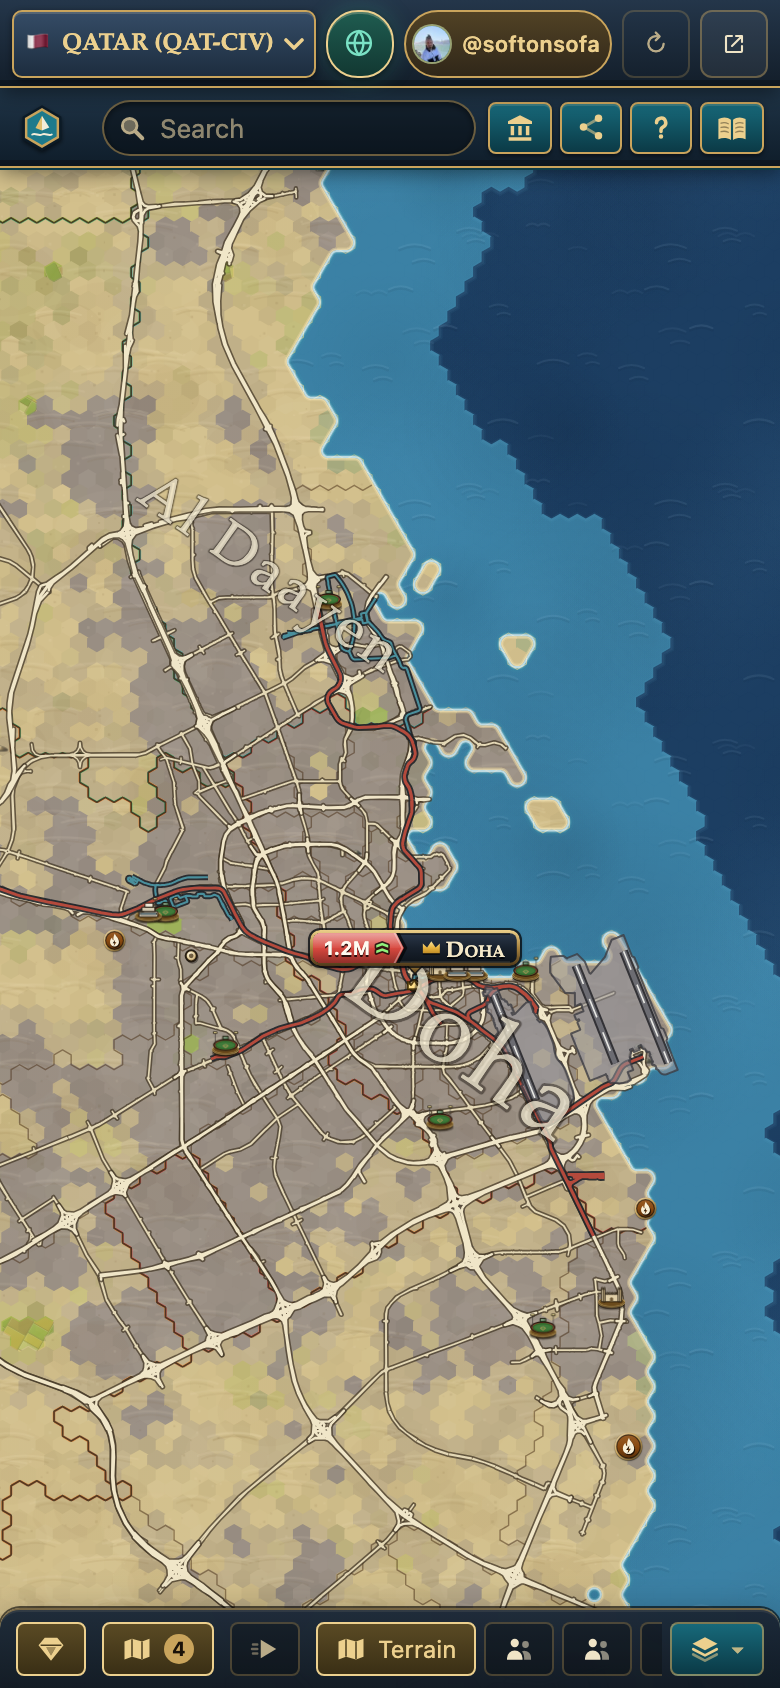 QATAR (QAT-CIV)
@softonsofa
Search
?
Al Daayen
1.2M DOHA
Doha
4
Terrain